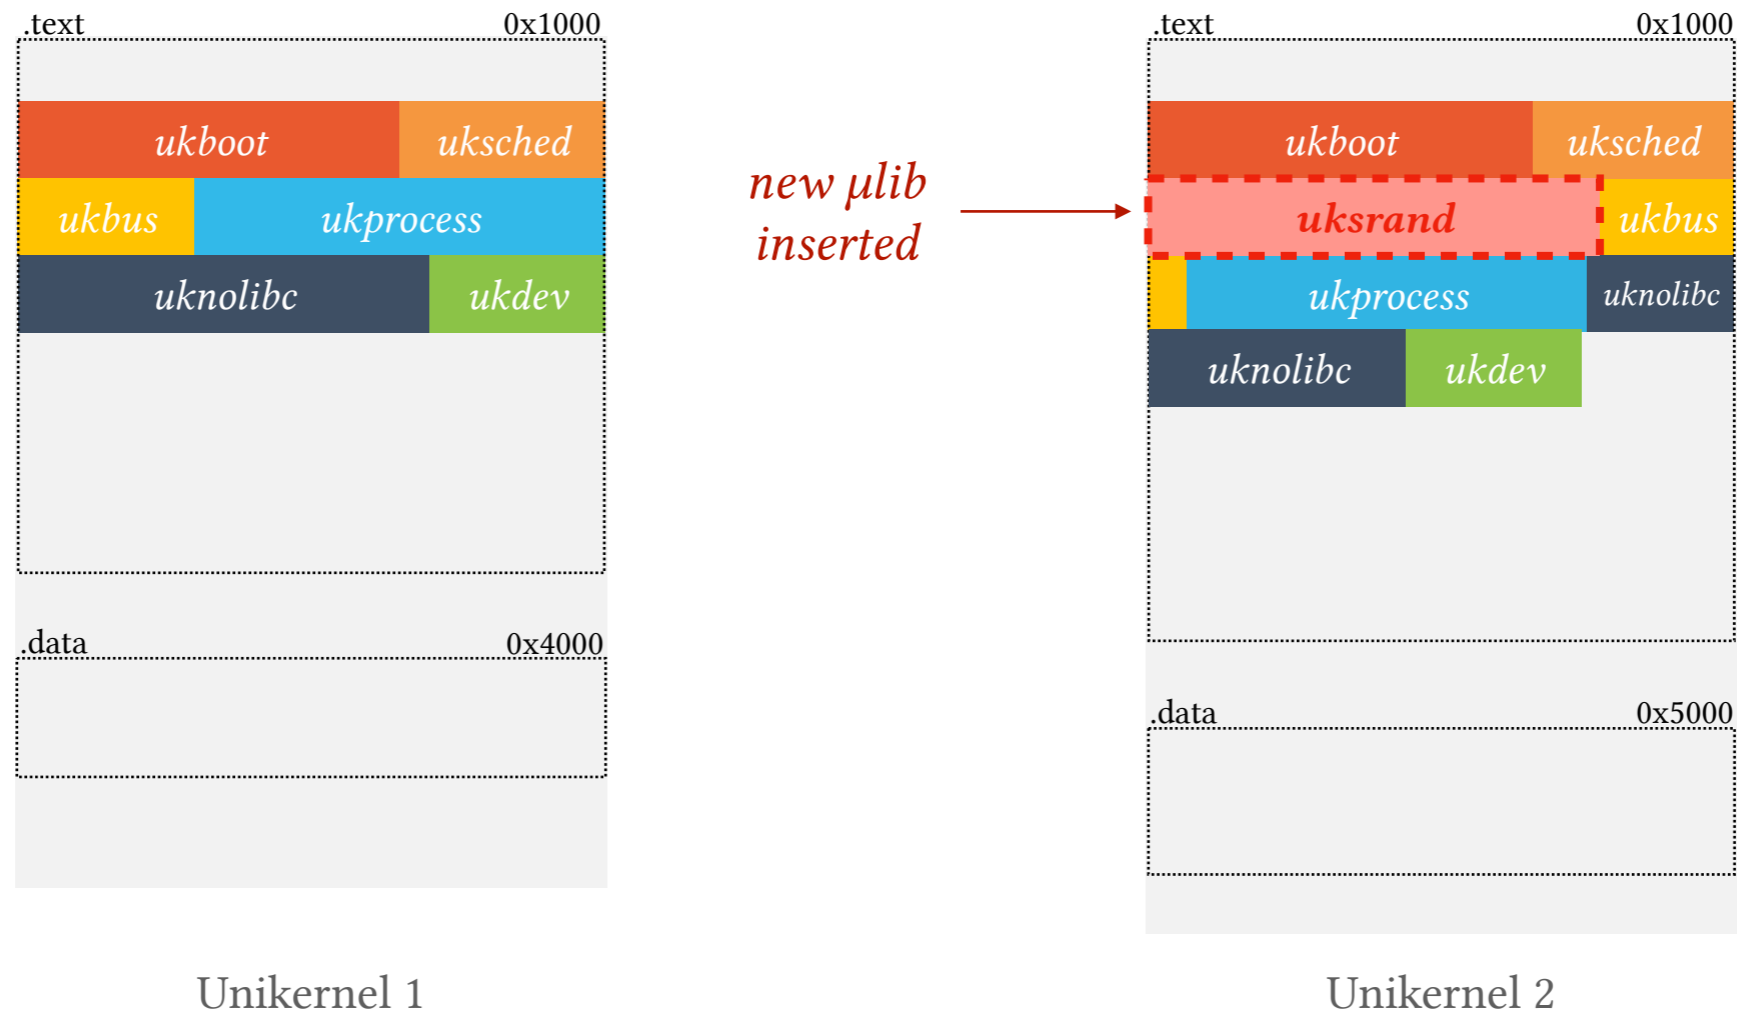 .text 0x1000
ukboot uksched
ukbus ukprocess
uknolibc ukdev
.data 0x4000
Unikernel 1
new μlib
inserted
.text 0x1000
ukboot uksched
uksrand ukbus
ukprocess uknolibc
uknolibc ukdev
.data 0x5000
Unikernel 2